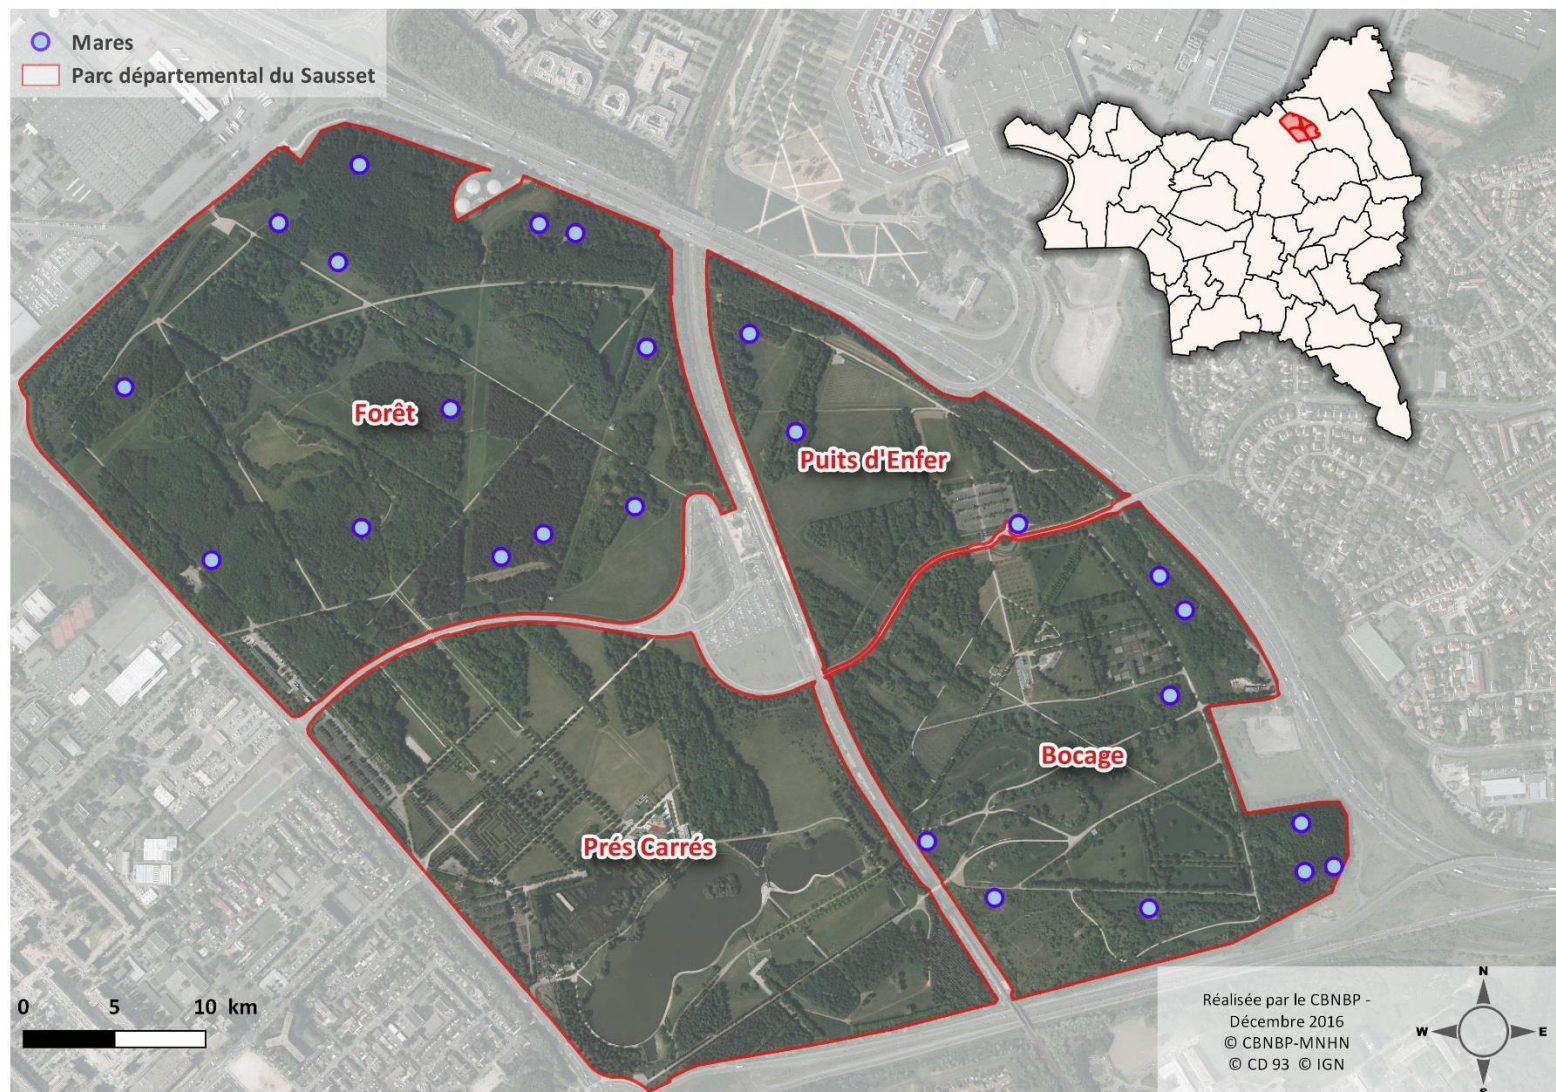 Mares
Parc départemental du Sausset
Forêt
Puits d'Enfer
Bocage
Prés Carrés
0 5 10 km
Réalisée par le CBNBP -
Décembre 2016
© CBNBP-MNHN
© CD 93 © IGN
N
W E
S